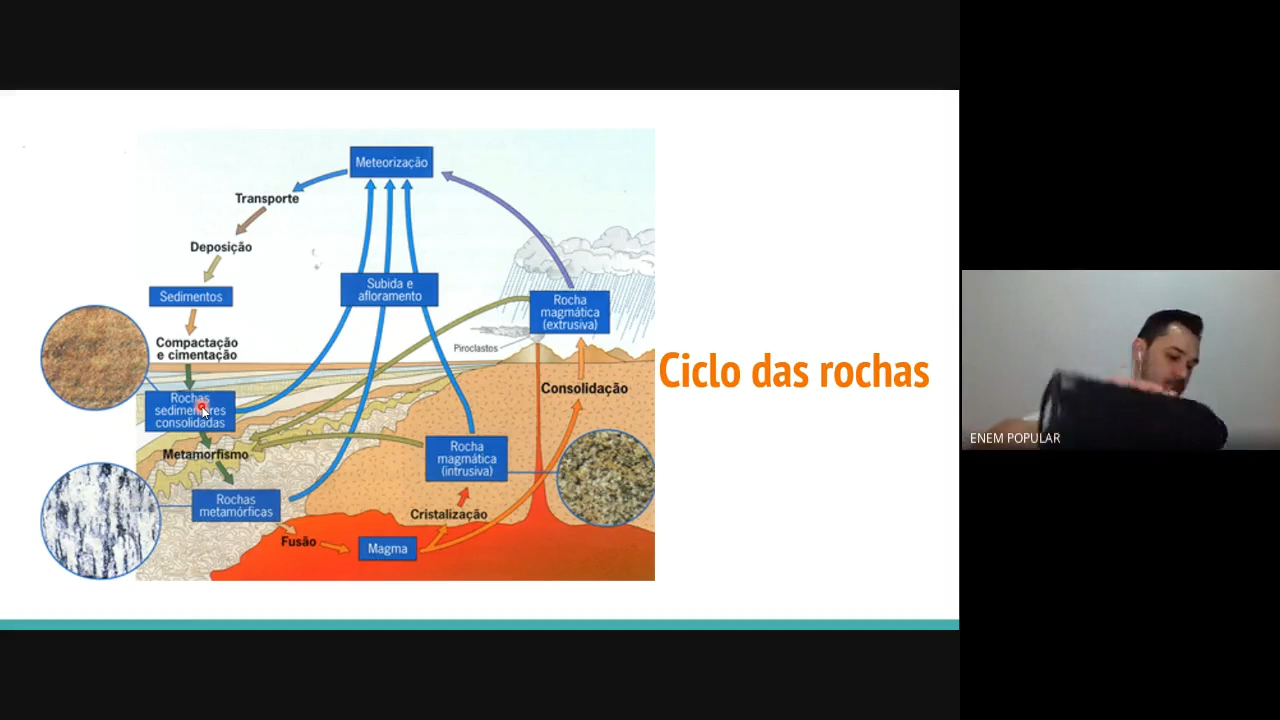 Meteorização
Transporte
Deposição
Sedimentos
Compactação
e cimentação
Rochas
sedimentares
consolidadas
Metamorfismo
Rochas
metamórficas
Fusão
Magma
Cristalização
Rocha
magmática
(intrusiva)
Consolidação
Piroclastos
Rocha
magmática
(extrusiva)
Subida e
afloramento
Ciclo das rochas
ENEM POPULAR